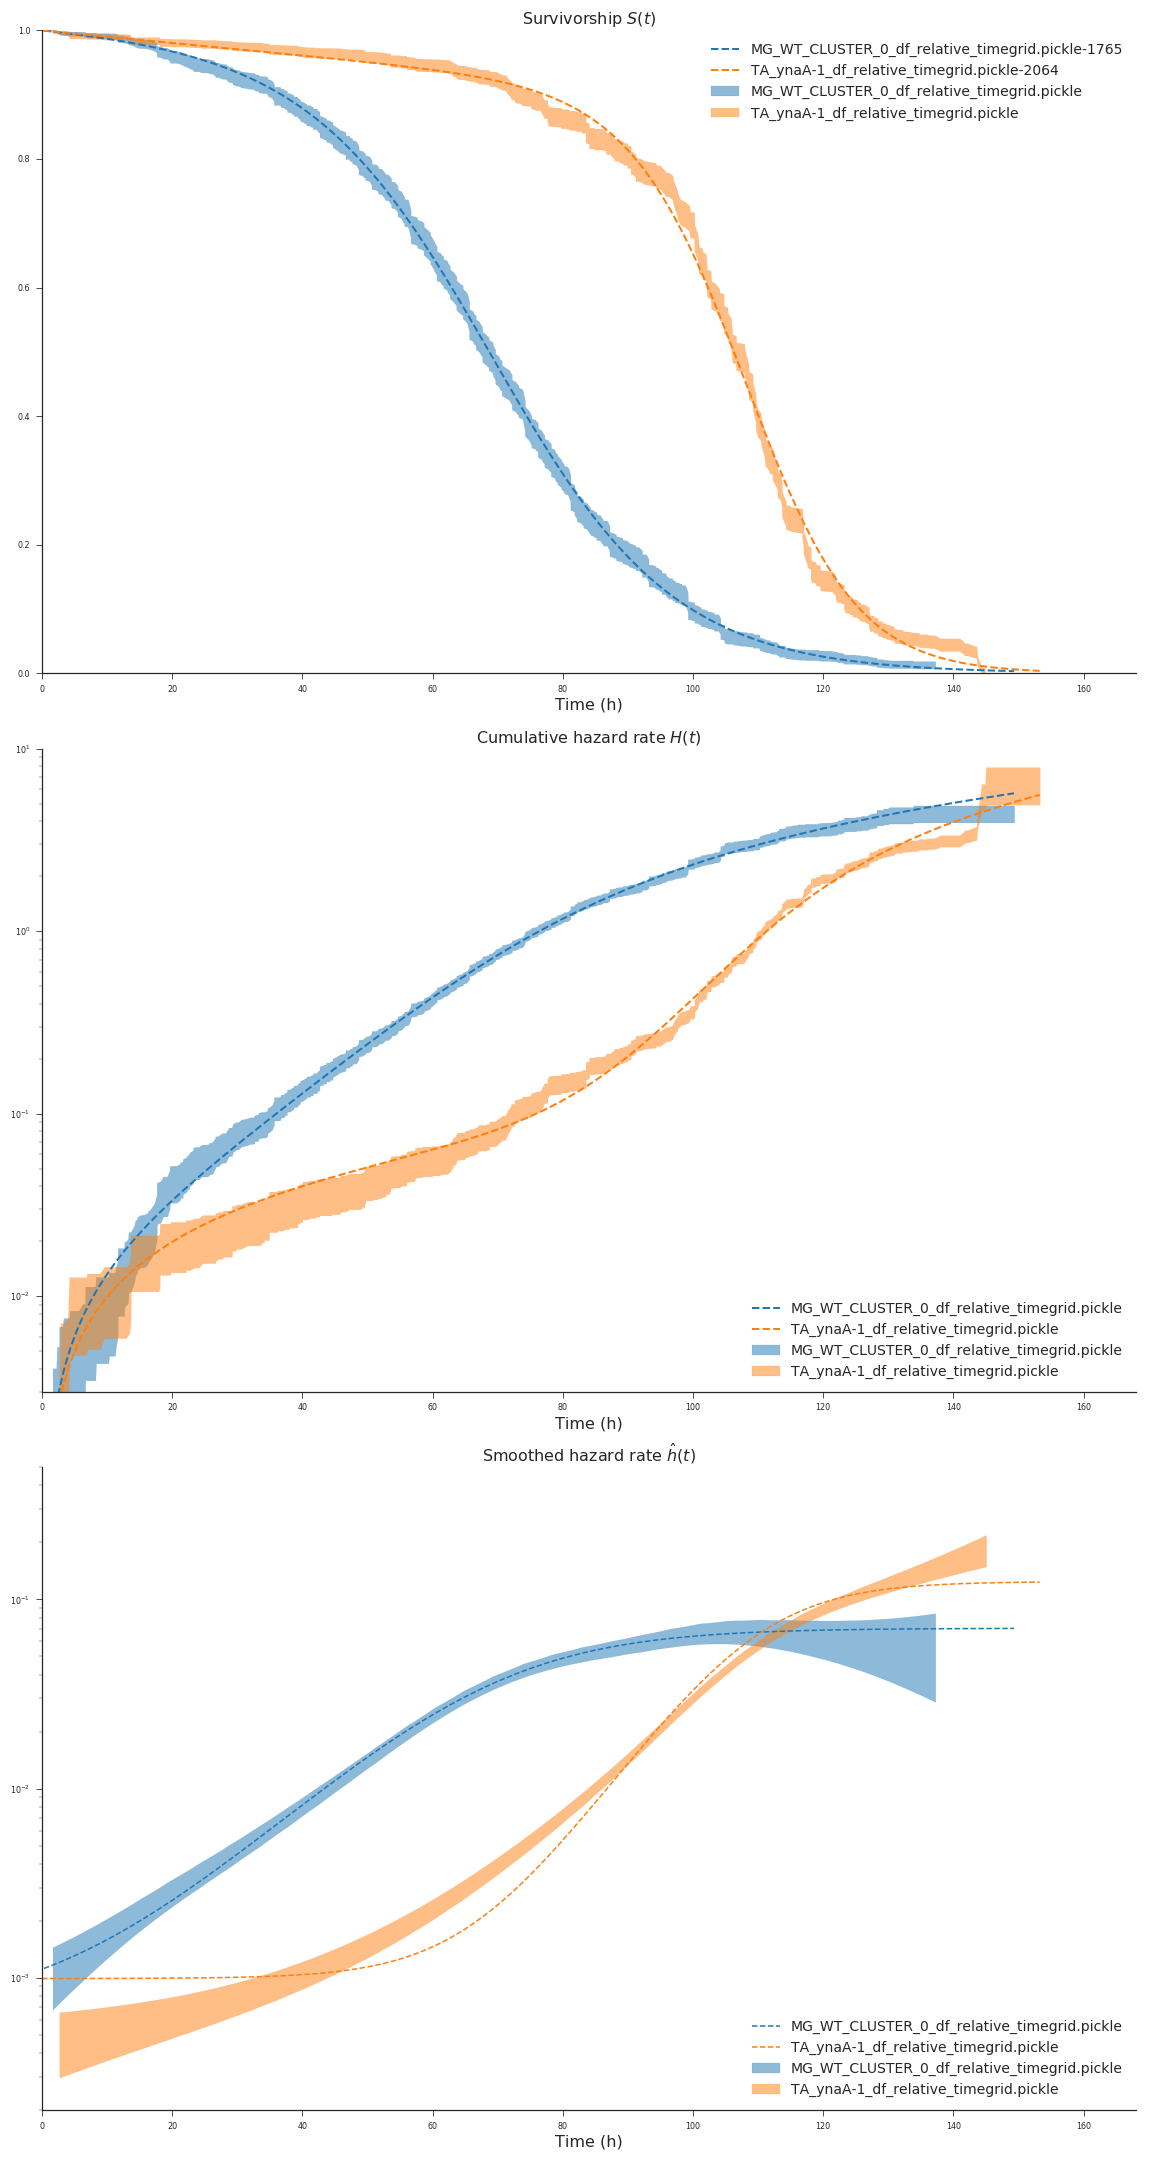 Survivorship S(t)
1.0
0.8
0.6
0.4
0.2
0.0
MG_WT_CLUSTER_0_df_relative_timegrid.pickle-1765
TA_ynaA-1_df_relative_timegrid.pickle-2064
MG_WT_CLUSTER_0_df_relative_timegrid.pickle
TA_ynaA-1_df_relative_timegrid.pickle
0 20 40 60 80 100 120 140 160
Time (h)
Cumulative hazard rate H(t)
10¹
10⁰
10⁻¹
10⁻²
MG_WT_CLUSTER_0_df_relative_timegrid.pickle
TA_ynaA-1_df_relative_timegrid.pickle
MG_WT_CLUSTER_0_df_relative_timegrid.pickle
TA_ynaA-1_df_relative_timegrid.pickle
0 20 40 60 80 100 120 140 160
Time (h)
Smoothed hazard rate ĥ(t)
10⁻¹
10⁻²
10⁻³
MG_WT_CLUSTER_0_df_relative_timegrid.pickle
TA_ynaA-1_df_relative_timegrid.pickle
MG_WT_CLUSTER_0_df_relative_timegrid.pickle
TA_ynaA-1_df_relative_timegrid.pickle
0 20 40 60 80 100 120 140 160
Time (h)